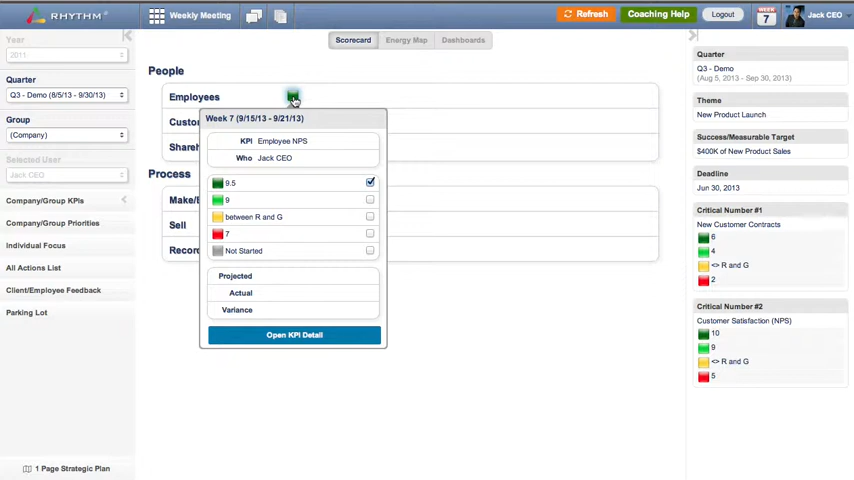 RHYTHM
Weekly Meeting
Refresh
Coaching Help
Logout
WEEK
7
Jack CEO
Year
2011
Quarter
Q3 - Demo (8/5/13 - 9/30/13)
Group
(Company)
Selected User
Jack CEO
Company/Group KPIs
Company/Group Priorities
Individual Focus
All Actions List
Client/Employee Feedback
Parking Lot
1 Page Strategic Plan
Scorecard
Energy Map
Dashboards
People
Employees
Custo
Shareh
Process
Make/
Sell
Recor
Week 7 (9/15/13 - 9/21/13)
KPI Employee NPS
Who Jack CEO
9.5
9
between R and G
7
Not Started
Projected
Actual
Variance
Open KPI Detail
Quarter
Q3 - Demo
(Aug 5, 2013 - Sep 30, 2013)
Theme
New Product Launch
Success/Measurable Target
$400K of New Product Sales
Deadline
Jun 30, 2013
Critical Number #1
New Customer Contracts
6
4
<> R and G
2
Critical Number #2
Customer Satisfaction (NPS)
10
9
<> R and G
5